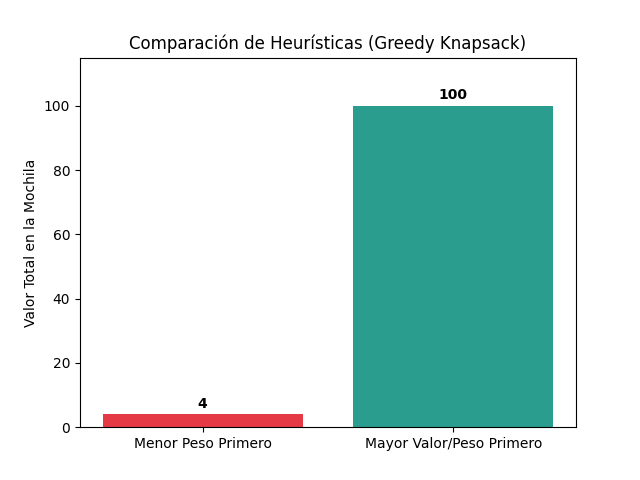 Comparación de Heurísticas (Greedy Knapsack)
Valor Total en la Mochila
100
80
60
40
20
0
4
100
Menor Peso Primero
Mayor Valor/Peso Primero